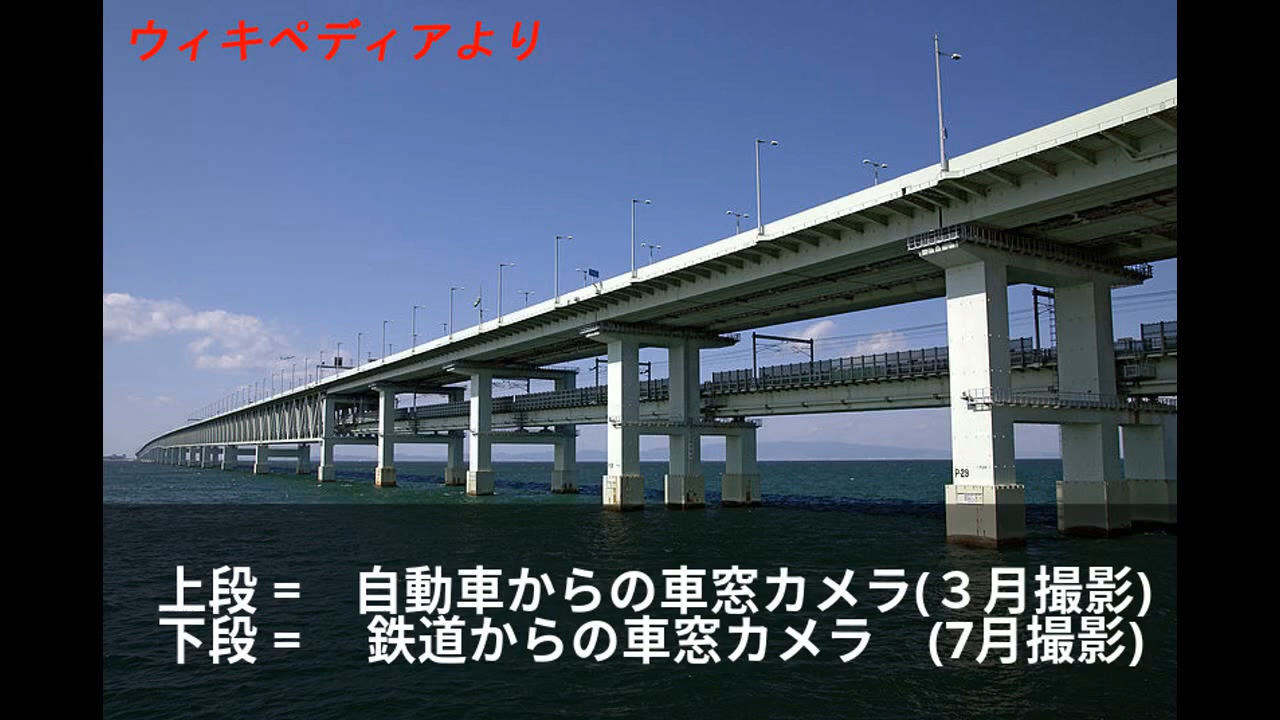 ウィキペディアより
P29
上段 =　自動車からの車窓カメラ(３月撮影)
下段 =　 鉄道からの車窓カメラ　(7月撮影)